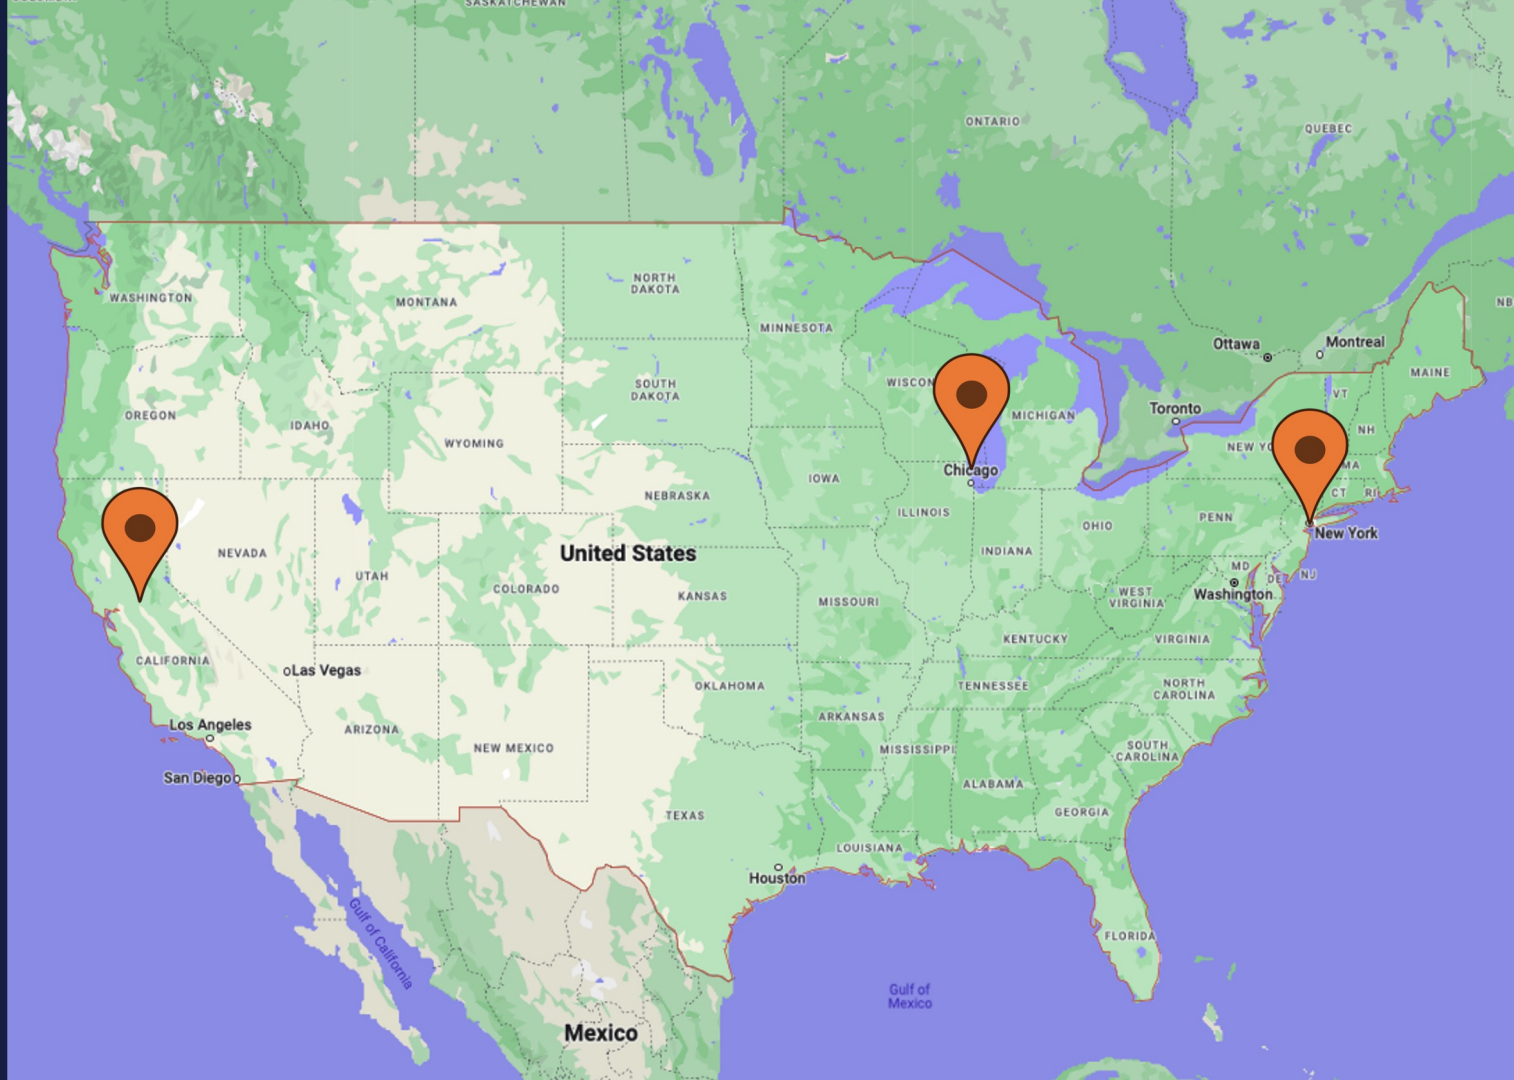 SASKATCHEWAN
ONTARIO
QUEBEC
WASHINGTON
MONTANA
NORTH
DAKOTA
MINNESOTA
NB
Ottawa
Montreal
OREGON
IDAHO
WYOMING
SOUTH
DAKOTA
WISCON
MICHIGAN
Toronto
VT
MAINE
NH
NEW YO
MA
CT
RI
Chicago
IOWA
NEBRASKA
ILLINOIS
INDIANA
OHIO
PENN
New York
NEVADA
UTAH
United States
COLORADO
KANSAS
MISSOURI
MD
DE
NJ
Washington
WEST
VIRGINIA
KENTUCKY
VIRGINIA
CALIFORNIA
Las Vegas
OKLAHOMA
TENNESSEE
NORTH
CAROLINA
Los Angeles
ARIZONA
NEW MEXICO
ARKANSAS
MISSISSIPPI
SOUTH
CAROLINA
San Diego
ALABAMA
TEXAS
GEORGIA
LOUISIANA
Houston
Gulf of California
FLORIDA
Gulf of
Mexico
Mexico